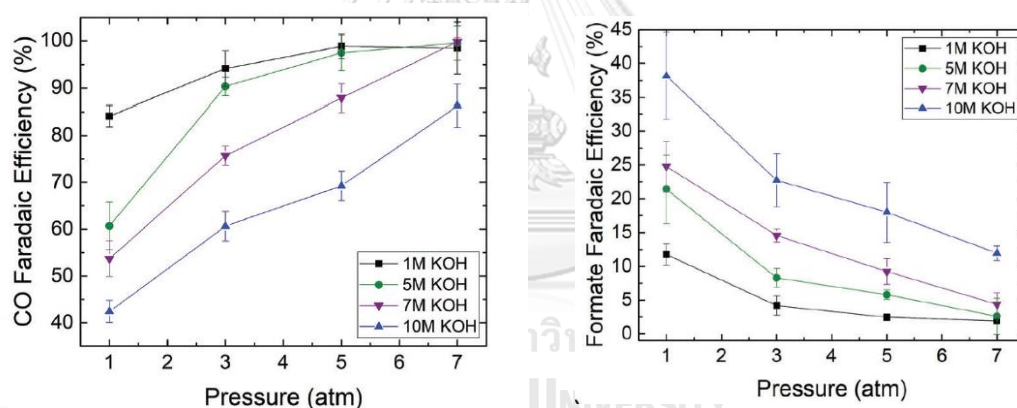 CO Faradaic Efficiency (%)
100
90
80
70
60
50
40
1M KOH
5M KOH
7M KOH
10M KOH
1 2 3 4 5 6 7
Pressure (atm)
Formate Faradaic Efficiency (%)
45
40
35
30
25
20
15
10
5
0
1M KOH
5M KOH
7M KOH
10M KOH
1 2 3 4 5 6 7
Pressure (atm)